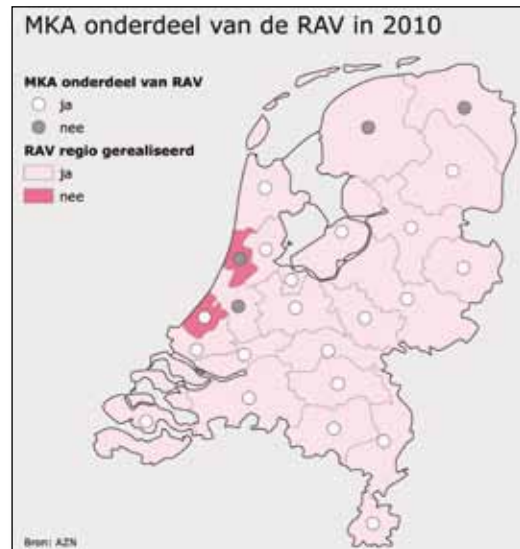 MKA onderdeel van de RAV in 2010
MKA onderdeel van RAV
ja
nee
RAV regio gerealiseerd
ja
nee
Bron: AZN